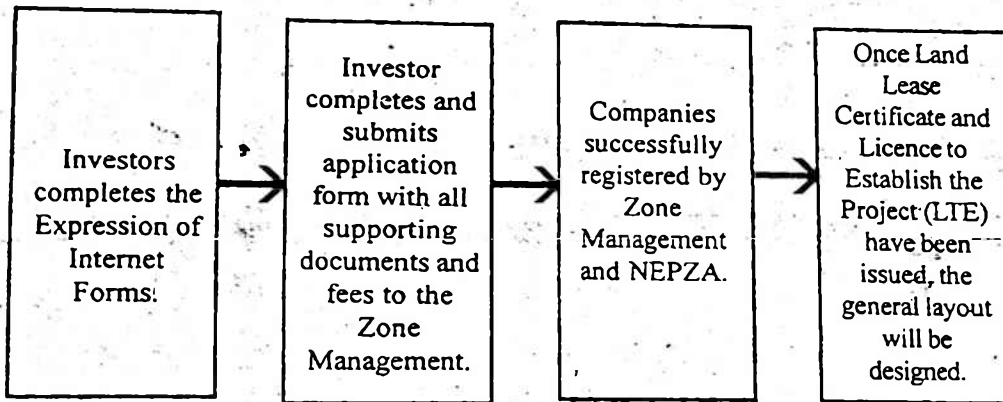 Investors
completes the
Expression of
Internet
Forms.
Investor
completes and
submits
application
form with all
supporting
documents and
fees to the
Zone
Management.
Companies
successfully
registered by
Zone
Management
and NEPZA.
Once Land
Lease
Certificate and
Licence to
Establish the
Project (LTE)
have been
issued, the
general layout
will be
designed.